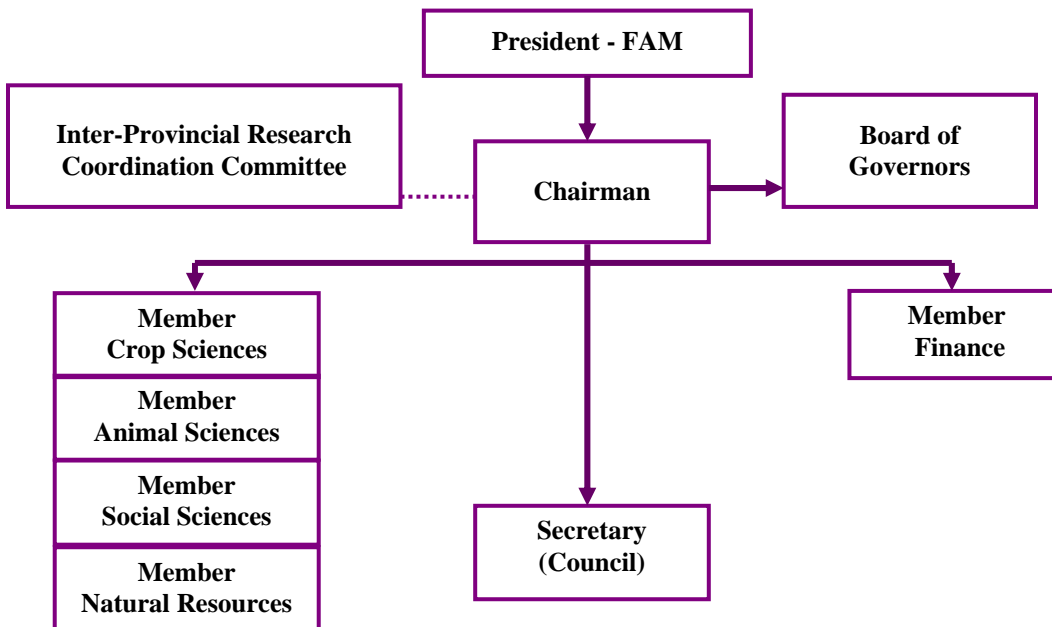 President - FAM
Inter-Provincial Research
Coordination Committee
Chairman
Board of
Governors
Member
Crop Sciences
Member
Animal Sciences
Member
Social Sciences
Member
Natural Resources
Secretary
(Council)
Member
Finance